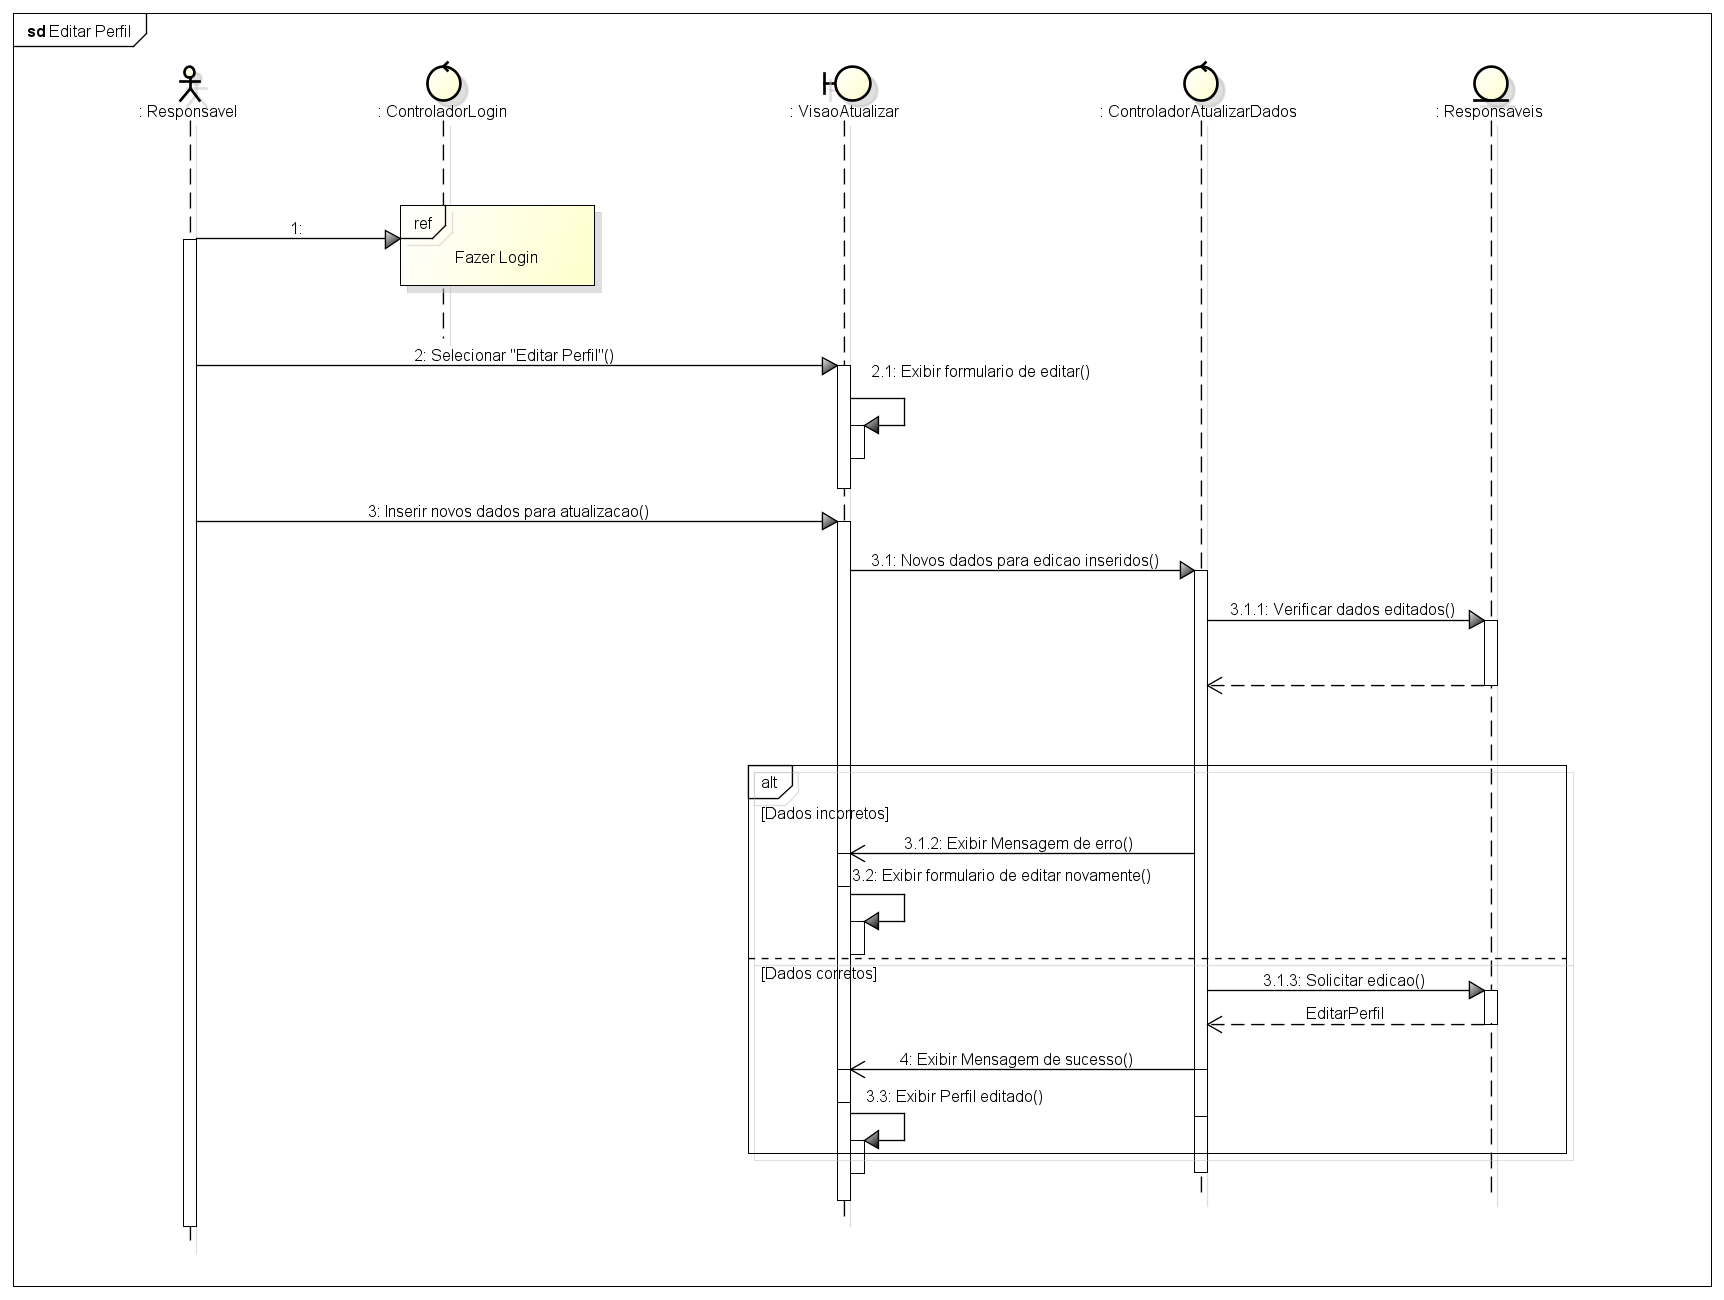 sd Editar Perfil
: Responsavel
: ControladorLogin
: VisaoAtualizar
: ControladorAtualizarDados
: Responsaveis
1:
ref
Fazer Login
2: Selecionar "Editar Perfil"()
2.1: Exibir formulario de editar()
3: Inserir novos dados para atualizacao()
3.1: Novos dados para edicao inseridos()
3.1.1: Verificar dados editados()
alt
[Dados incorretos]
3.1.2: Exibir Mensagem de erro()
3.2: Exibir formulario de editar novamente()
[Dados corretos]
3.1.3: Solicitar edicao()
EditarPerfil
4: Exibir Mensagem de sucesso()
3.3: Exibir Perfil editado()